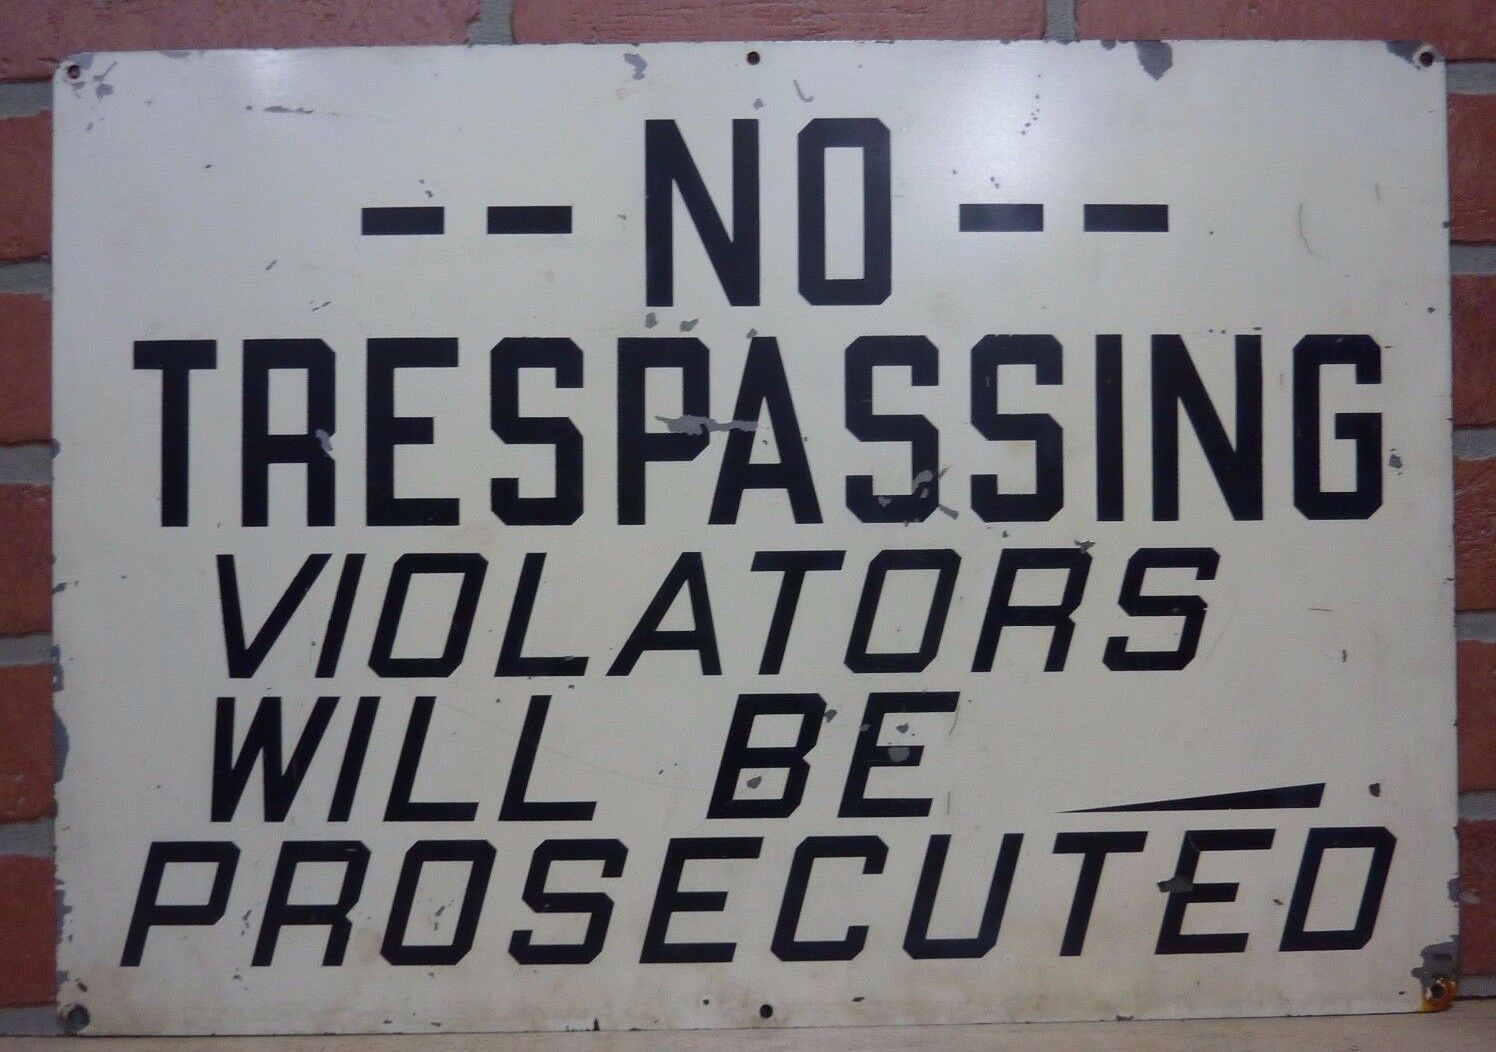 -- NO --
TRESPASSING
VIOLATORS
WILL BE
PROSECUTED